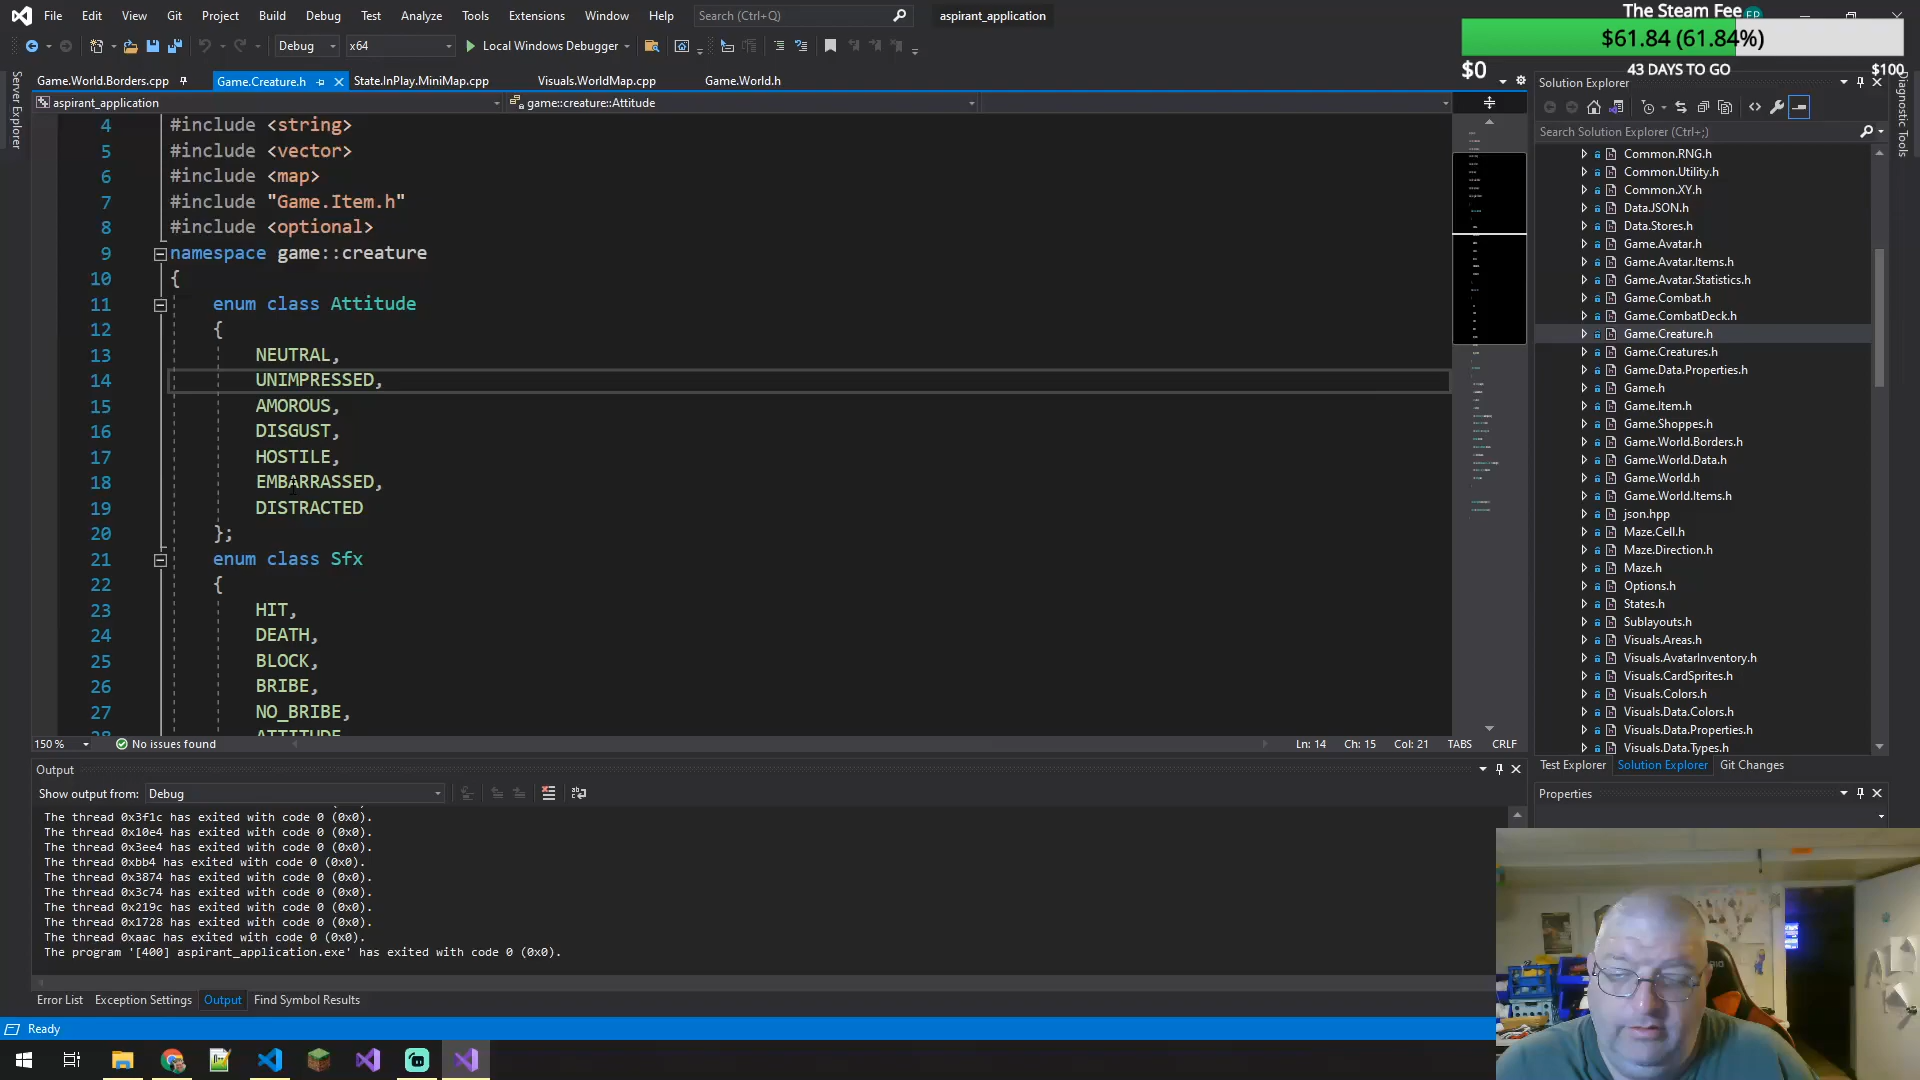 File Edit View Git Project Build Debug Test Analyze Tools Extensions Window Help Search (Ctrl+Q) aspirant_application
The Steam Fee
$61.84 (61.84%)
$0 43 DAYS TO GO $100
Debug x64 Local Windows Debugger
Server Explorer
Game.World.Borders.cpp Game.Creature.h State.InPlay.MiniMap.cpp Visuals.WorldMap.cpp Game.World.h
aspirant_application game::creature::Attitude
4 #include <string>
5 #include <vector>
6 #include <map>
7 #include "Game.Item.h"
8 #include <optional>
9 namespace game::creature
10 {
11 enum class Attitude
12 {
13 NEUTRAL,
14 UNIMPRESSED,
15 AMOROUS,
16 DISGUST,
17 HOSTILE,
18 EMBARRASSED,
19 DISTRACTED
20 };
21 enum class Sfx
22 {
23 HIT,
24 DEATH,
25 BLOCK,
26 BRIBE,
27 NO_BRIBE,
28 ATTITUDE
150 % No issues found Ln: 14 Ch: 15 Col: 21 TABS CRLF
Output
Show output from: Debug
The thread 0x3f1c has exited with code 0 (0x0).
The thread 0x10e4 has exited with code 0 (0x0).
The thread 0x3ee4 has exited with code 0 (0x0).
The thread 0xbb4 has exited with code 0 (0x0).
The thread 0x3874 has exited with code 0 (0x0).
The thread 0x3c74 has exited with code 0 (0x0).
The thread 0x219c has exited with code 0 (0x0).
The thread 0x1728 has exited with code 0 (0x0).
The thread 0xaac has exited with code 0 (0x0).
The program '[400] aspirant_application.exe' has exited with code 0 (0x0).
Error List Exception Settings Output Find Symbol Results
Ready
Solution Explorer
Search Solution Explorer (Ctrl+;)
Common.RNG.h
Common.Utility.h
Common.XY.h
Data.JSON.h
Data.Stores.h
Game.Avatar.h
Game.Avatar.Items.h
Game.Avatar.Statistics.h
Game.Combat.h
Game.CombatDeck.h
Game.Creature.h
Game.Creatures.h
Game.Data.Properties.h
Game.h
Game.Item.h
Game.Shoppes.h
Game.World.Borders.h
Game.World.Data.h
Game.World.h
Game.World.Items.h
json.hpp
Maze.Cell.h
Maze.Direction.h
Maze.h
Options.h
States.h
Sublayouts.h
Visuals.Areas.h
Visuals.AvatarInventory.h
Visuals.CardSprites.h
Visuals.Colors.h
Visuals.Data.Colors.h
Visuals.Data.Properties.h
Visuals.Data.Types.h
Test Explorer Solution Explorer Git Changes
Properties
Diagnostic Tools